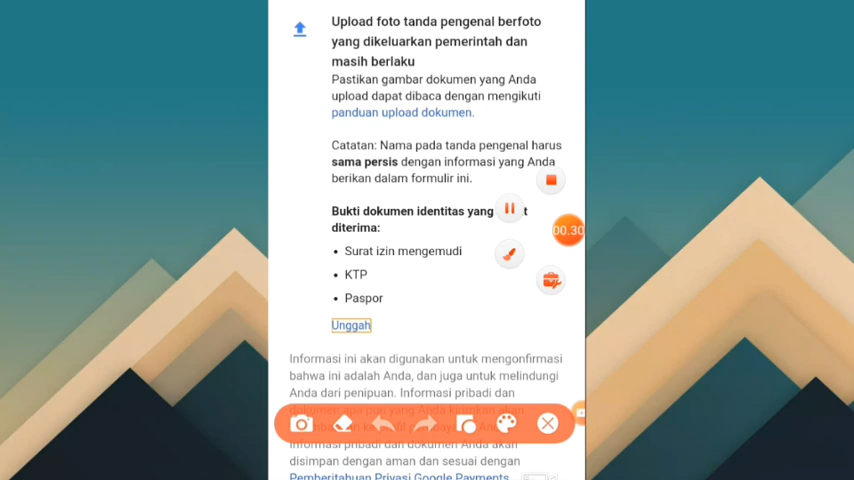 Upload foto tanda pengenal berfoto
yang dikeluarkan pemerintah dan
masih berlaku
Pastikan gambar dokumen yang Anda
upload dapat dibaca dengan mengikuti
panduan upload dokumen.
Catatan: Nama pada tanda pengenal harus
sama persis dengan informasi yang Anda
berikan dalam formulir ini.
Bukti dokumen identitas yang
diterima:
00.30
• Surat izin mengemudi
• KTP
• Paspor
Unggah
Informasi ini akan digunakan untuk mengonfirmasi
bahwa ini adalah Anda, dan juga untuk melindungi
Anda dari penipuan. Informasi pribadi dan
Informasi pribadi dan dokumen Anda akan
disimpan dengan aman dan sesuai dengan
Pemberitahuan Privasi Google Payments